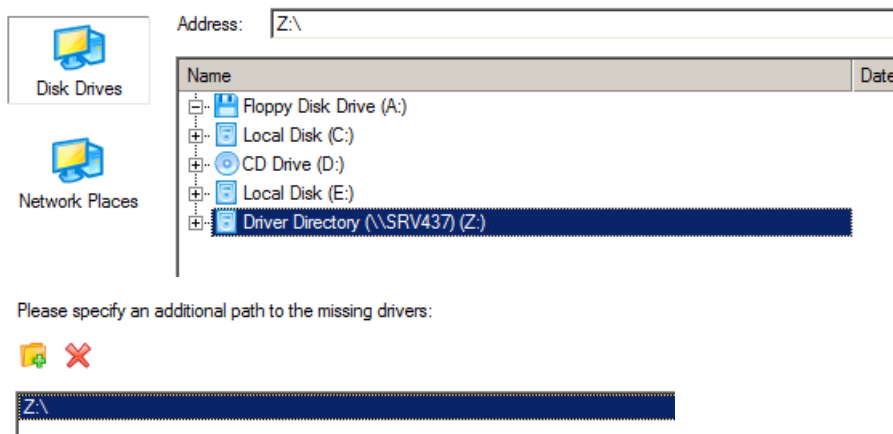 Address: Z:\
Disk Drives
Name Date
Floppy Disk Drive (A:)
Local Disk (C:)
CD Drive (D:)
Local Disk (E:)
Driver Directory (\\SRV437) (Z:)
Network Places
Please specify an additional path to the missing drivers:
Z:\